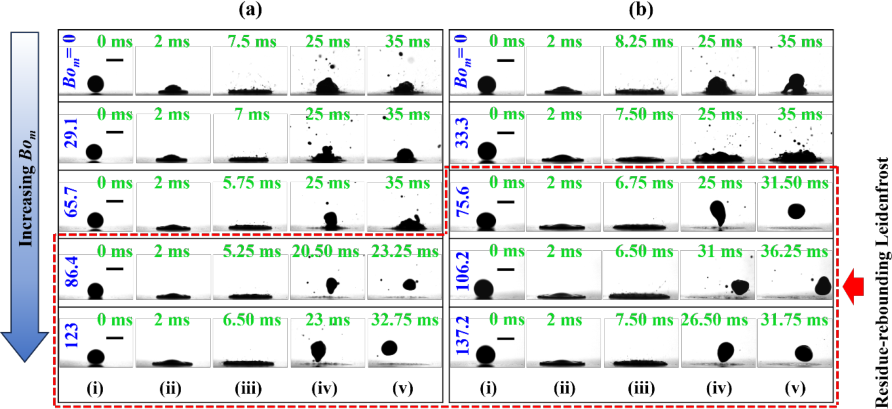 (a)
(b)
Increasing Bom
Bom= 0
0 ms
2 ms
7.5 ms
25 ms
35 ms
29.1
0 ms
2 ms
7 ms
25 ms
35 ms
65.7
0 ms
2 ms
5.75 ms
25 ms
35 ms
86.4
0 ms
2 ms
5.25 ms
20.50 ms
23.25 ms
123
0 ms
2 ms
6.50 ms
23 ms
32.75 ms
(i)
(ii)
(iii)
(iv)
(v)
Bom= 0
0 ms
2 ms
8.25 ms
25 ms
35 ms
33.3
0 ms
2 ms
7.50 ms
25 ms
35 ms
75.6
0 ms
2 ms
6.75 ms
25 ms
31.50 ms
106.2
0 ms
2 ms
6.50 ms
31 ms
36.25 ms
137.2
0 ms
2 ms
7.50 ms
26.50 ms
31.75 ms
(i)
(ii)
(iii)
(iv)
(v)
Residue-rebounding Leidenfrost